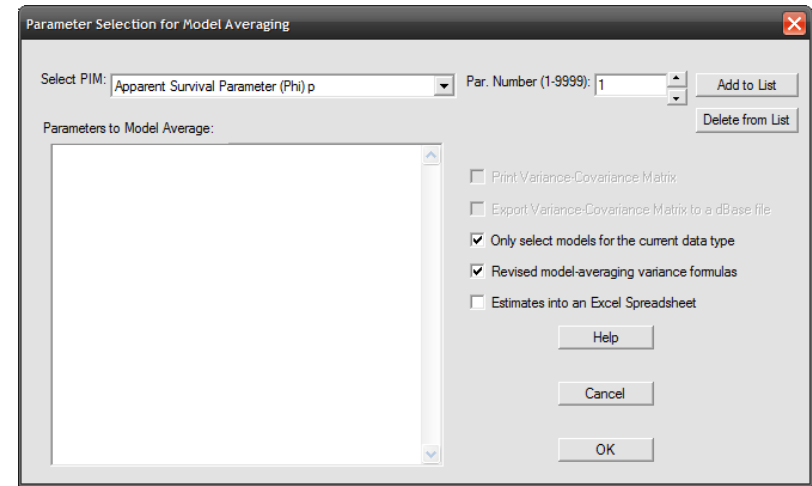 Parameter Selection for Model Averaging
Select PIM: Apparent Survival Parameter (Phi) p Par. Number (1-9999): 1 Add to List
Delete from List
Parameters to Model Average:
Print Variance-Covariance Matrix
Export Variance-Covariance Matrix to a dBase file
Only select models for the current data type
Revised model-averaging variance formulas
Estimates into an Excel Spreadsheet
Help
Cancel
OK